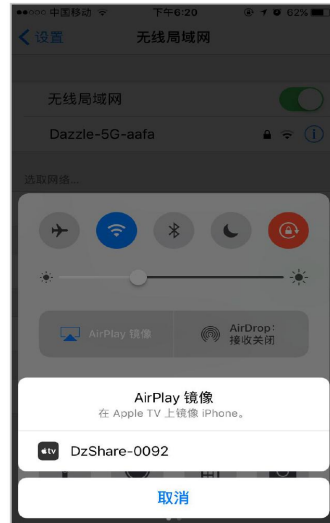 中国移动 下午6:20 62%
设置 无线局域网
无线局域网
Dazzle-5G-aafa
选取网络...
AirPlay 镜像
AirDrop:
接收关闭
AirPlay 镜像
在 Apple TV 上镜像 iPhone。
tv DzShare-0092
取消